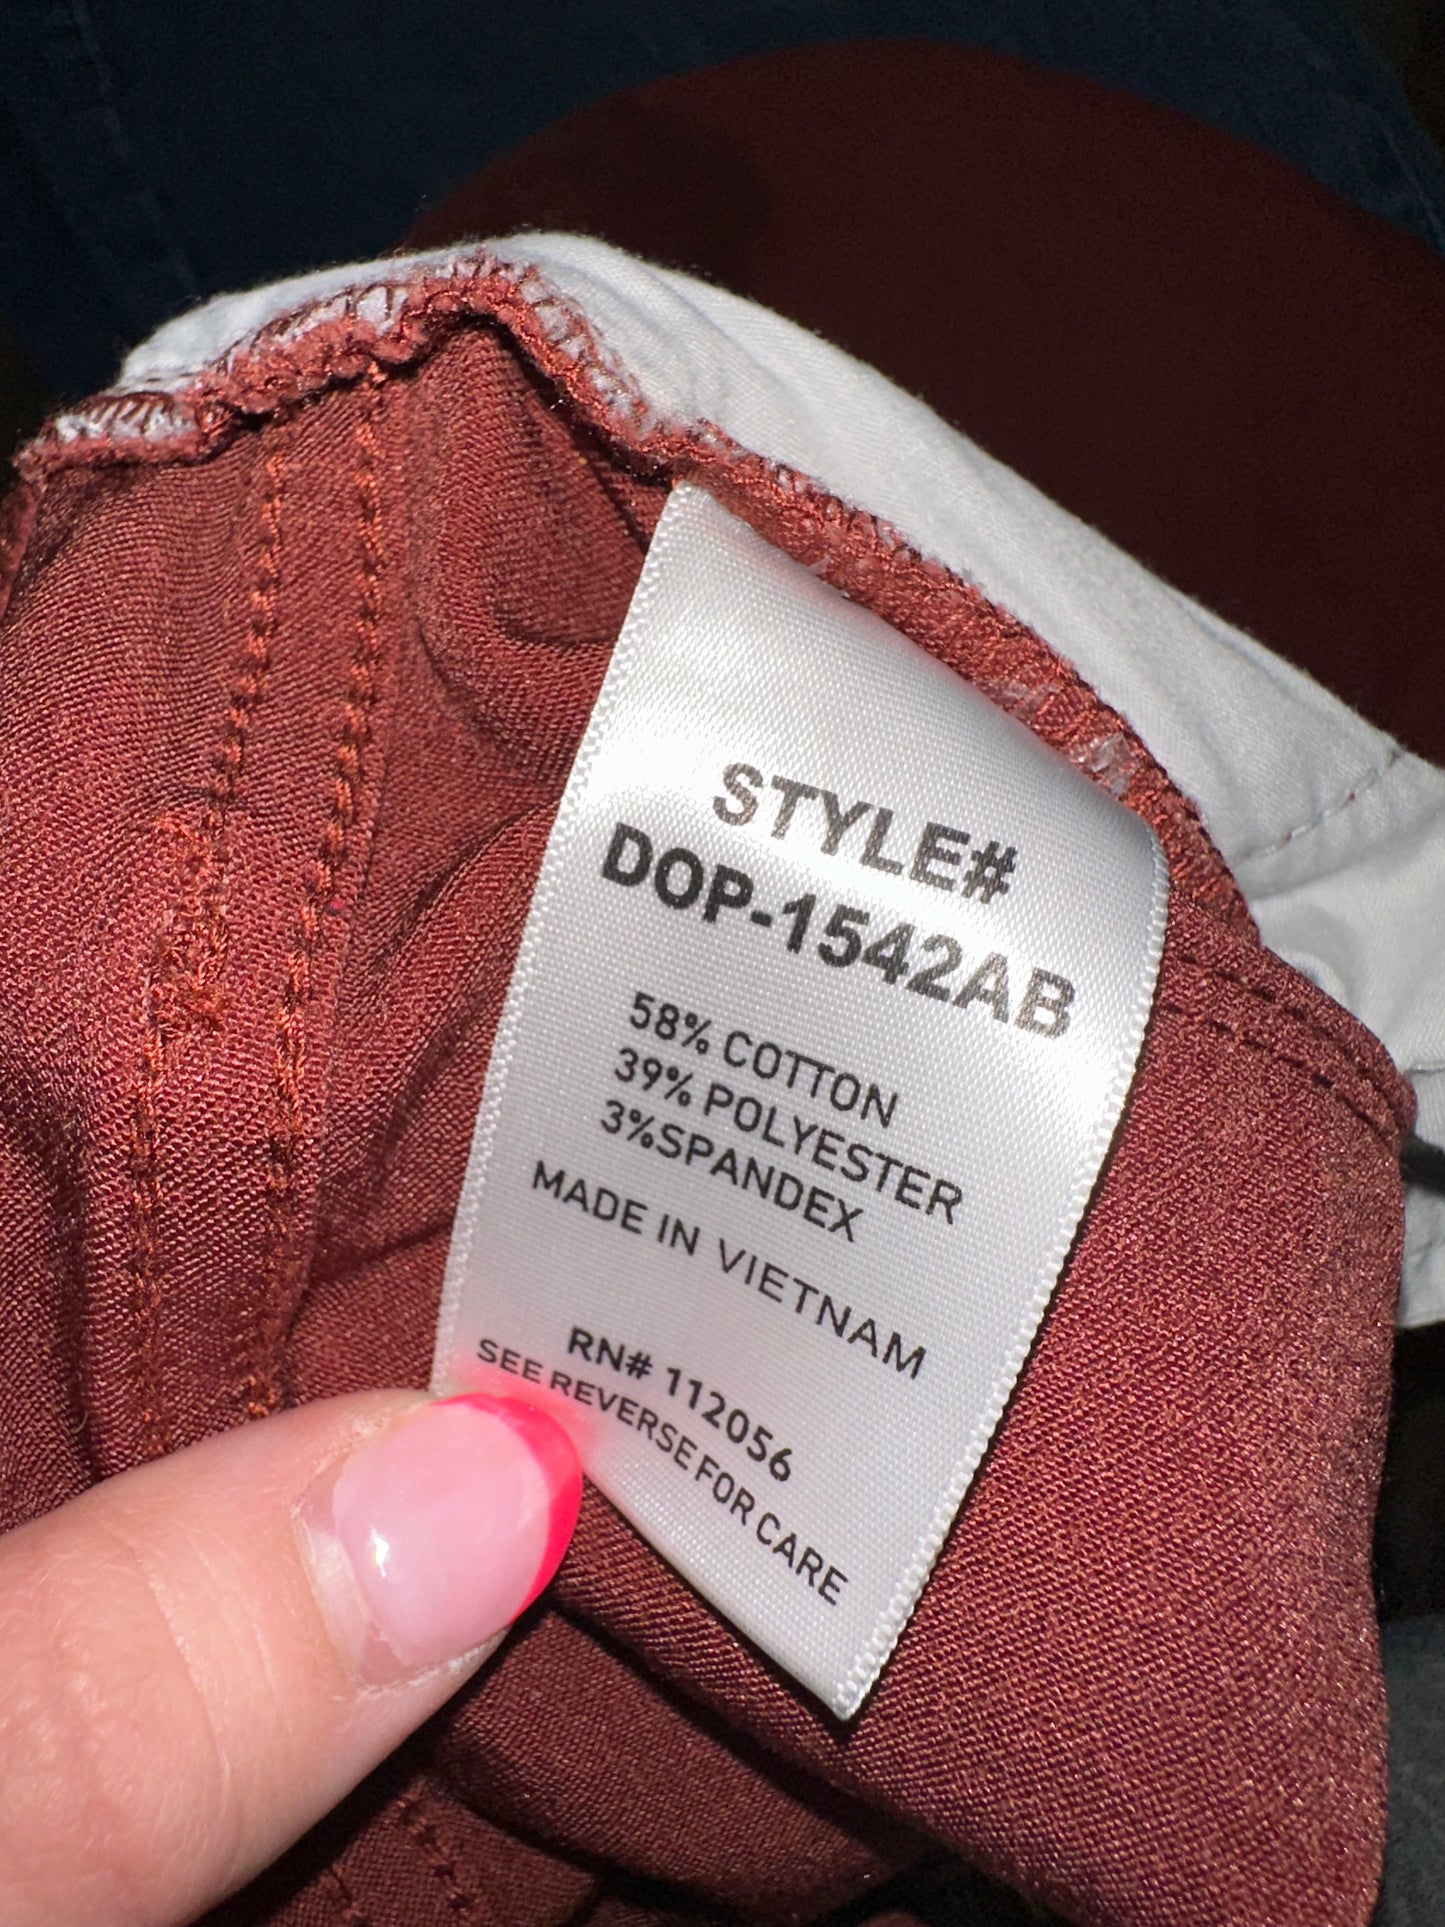 STYLE#
DOP-1542AB
58% COTTON
39% POLYESTER
3%SPANDEX
MADE IN VIETNAM
RN# 112056
SEE REVERSE FOR CARE